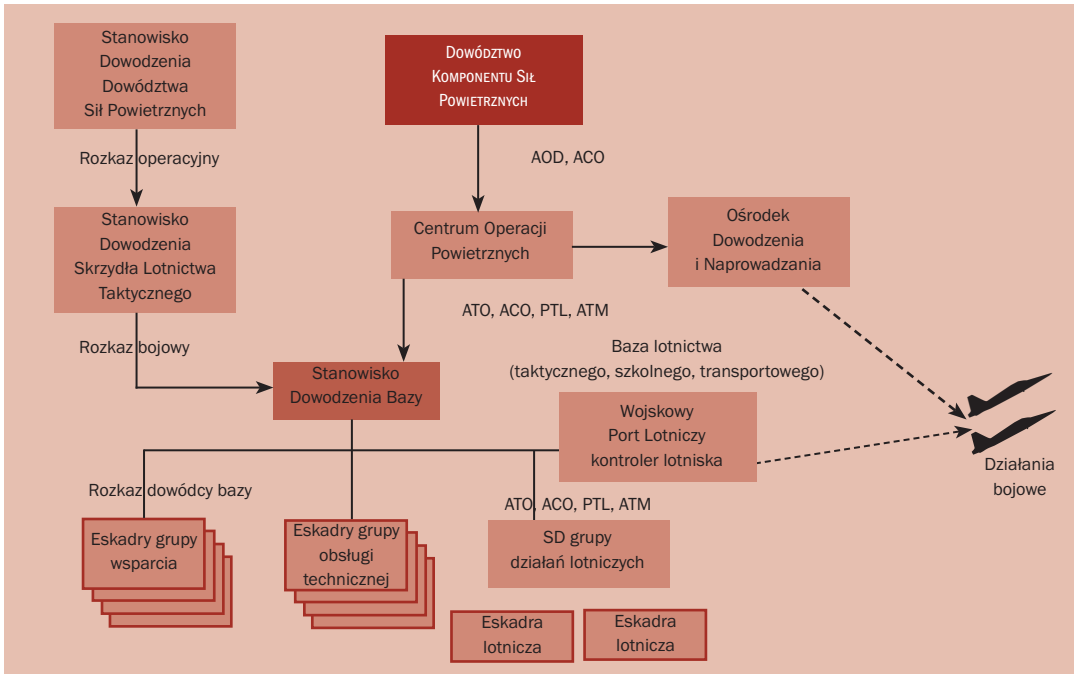 Stanowisko
Dowodzenia
Dowództwa
Sił Powietrznych
Dowództwo
Komponentu Sił
Powietrznych
Rozkaz operacyjny
AOD, ACO
Stanowisko
Dowodzenia
Skrzydła Lotnictwa
Taktycznego
Centrum Operacji
Powietrznych
Ośrodek
Dowodzenia
i Naprowadzania
ATO, ACO, PTL, ATM
Rozkaz bojowy
Baza lotnictwa
(taktycznego, szkolnego, transportowego)
Stanowisko
Dowodzenia Bazy
Wojskowy
Port Lotniczy
kontroler lotniska
Działania
bojowe
Rozkaz dowódcy bazy
ATO, ACO, PTL, ATM
Eskadry grupy
wsparcia
Eskadry grupy
obsługi
technicznej
SD grupy
działań lotniczych
Eskadra
lotnicza
Eskadra
lotnicza